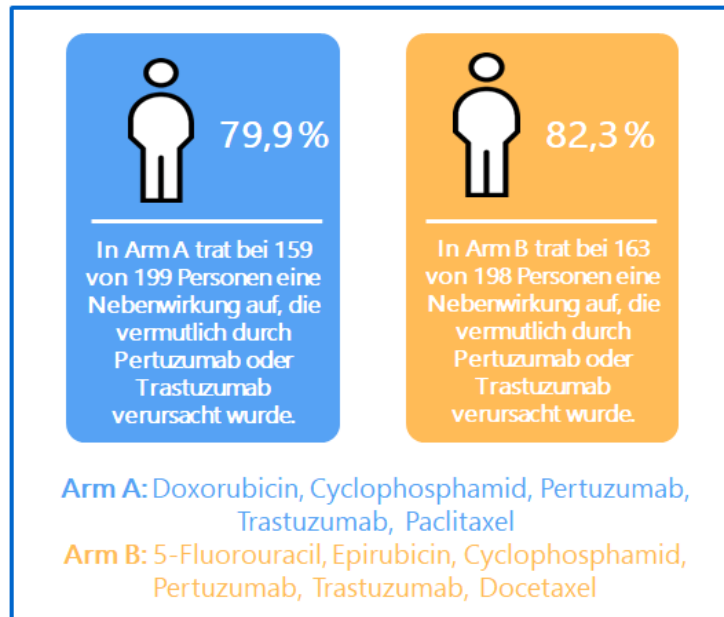 79,9 %
In Arm A trat bei 159
von 199 Personen eine
Nebenwirkung auf, die
vermutlich durch
Pertuzumab oder
Trastuzumab
verursacht wurde.
82,3 %
In Arm B trat bei 163
von 198 Personen eine
Nebenwirkung auf, die
vermutlich durch
Pertuzumab oder
Trastuzumab
verursacht wurde.
Arm A: Doxorubicin, Cyclophosphamid, Pertuzumab,
Trastuzumab, Paclitaxel
Arm B: 5-Fluorouracil, Epirubicin, Cyclophosphamid,
Pertuzumab, Trastuzumab, Docetaxel